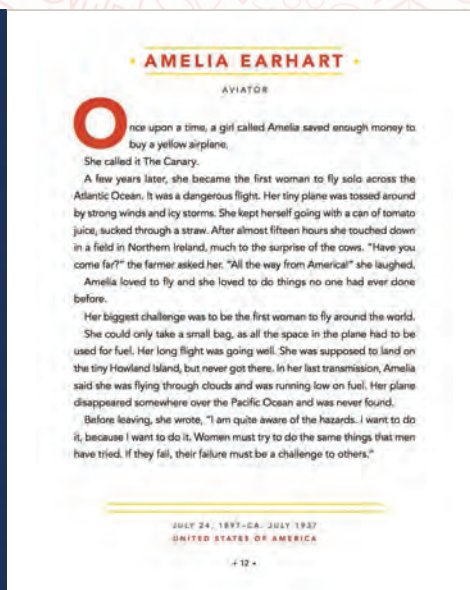 • AMELIA EARHART •
AVIATOR
Once upon a time, a girl called Amelia saved enough money to
buy a yellow airplane.
She called it The Canary.
A few years later, she became the first woman to fly solo across the
Atlantic Ocean. It was a dangerous flight. Her tiny plane was tossed around
by strong winds and icy storms. She kept herself going with a can of tomato
juice, sucked through a straw. After almost fifteen hours she touched down
in a field in Northern Ireland, much to the surprise of the cows. “Have you
come far?” the farmer asked her. “All the way from America!” she laughed.
Amelia loved to fly and she loved to do things no one had ever done
before.
Her biggest challenge was to be the first woman to fly around the world.
She could only take a small bag, as all the space in the plane had to be
used for fuel. Her long flight was going well. She was supposed to land on
the tiny Howland Island, but never got there. In her last transmission, Amelia
said she was flying through clouds and was running low on fuel. Her plane
disappeared somewhere over the Pacific Ocean and was never found.
Before leaving, she wrote, “I am quite aware of the hazards. I want to do
it, because I want to do it. Women must try to do the same things that men
have tried. If they fail, their failure must be a challenge to others.”
JULY 24, 1897–CA. JULY 1937
UNITED STATES OF AMERICA
• 12 •